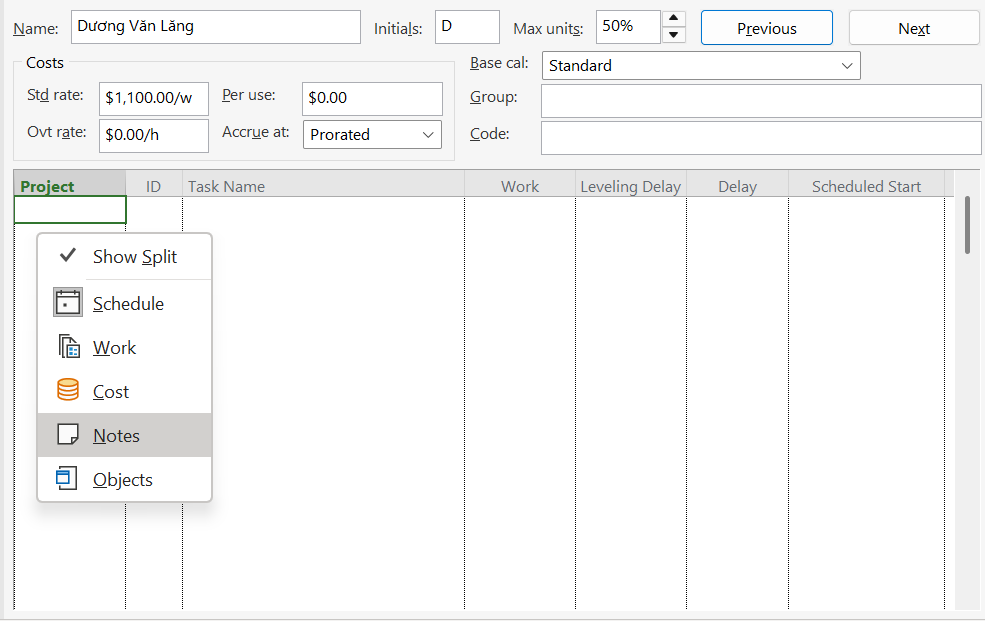 Name: Dương Văn Lăng Initials: D Max units: 50% Previous Next
Costs
Base cal: Standard
Std rate: $1,100.00/w Per use: $0.00
Group:
Ovt rate: $0.00/h Accrue at: Prorated
Code:
Project ID Task Name Work Leveling Delay Delay Scheduled Start
Show Split
Schedule
Work
Cost
Notes
Objects